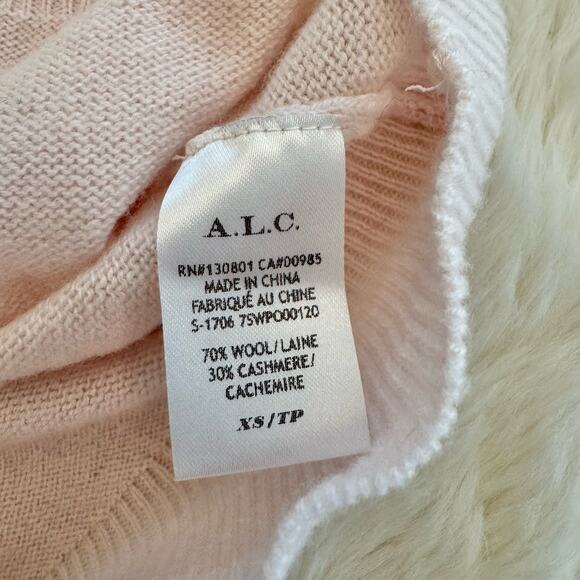 A.L.C.
RN#130801 CA#00985
MADE IN CHINA
FABRIQUÉ AU CHINE
S-1706 7SWPO00120
70% WOOL/LAINE
30% CASHMERE/
CACHEMIRE
XS/TP